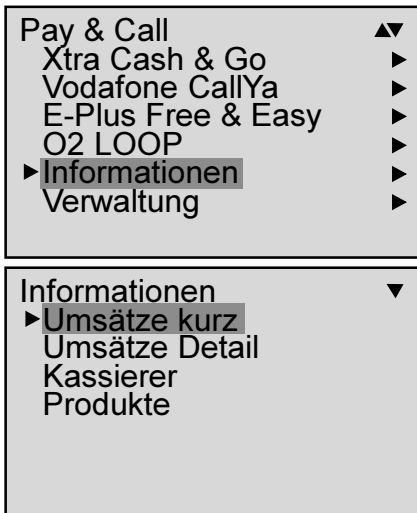 Pay & Call
Xtra Cash & Go
Vodafone CallYa
E-Plus Free & Easy
O2 LOOP
Informationen
Verwaltung
Informationen
Umsätze kurz
Umsätze Detail
Kassierer
Produkte